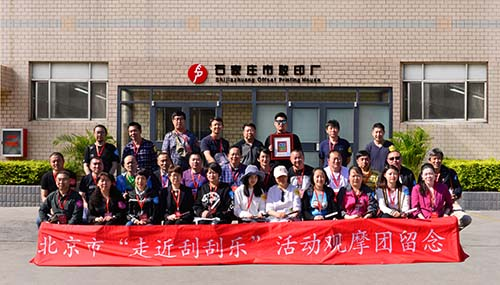 石家庄市胶印厂
Shijiazhuang Offset Printing House
北京市“走近刮刮乐”活动观摩团留念